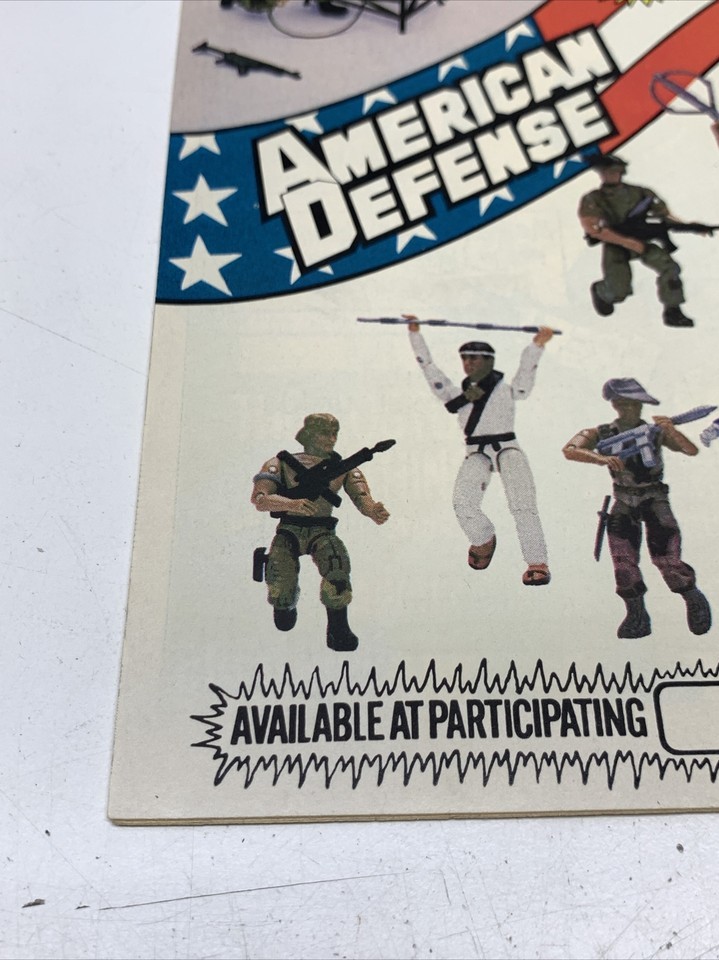 AMERICAN
DEFENSE
AVAILABLE AT PARTICIPATING